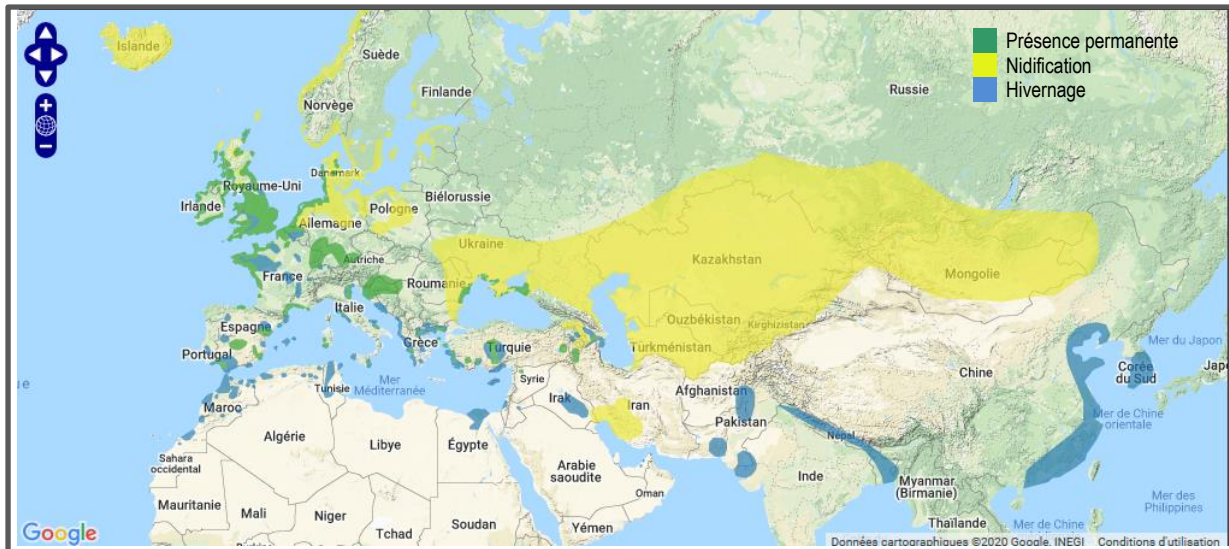 Islande
Suède
Finlande
Norvège
Russie
Présence permanente
Nidification
Hivernage
Danemark
Royaume-Uni
Irlande
Biélorussie
Pologne
Allemagne
Ukraine
Autriche
France
Roumanie
Kazakhstan
Mongolie
Italie
Ouzbékistan
Kirghizistan
Mer du Japon
Espagne
Portugal
Grèce
Turquie
Turkménistan
Chine
Corée
du Sud
Jap
ue
Mer
Méditerranée
Tunisie
Syrie
Irak
Iran
Afghanistan
Maroc
Pakistan
Népal
Mer de Chine
orientale
Algérie
Libye
Égypte
Sahara
occidental
Arabie
saoudite
Inde
Myanmar
(Birmanie)
Oman
Mauritanie
Mali
Niger
Tchad
Soudan
Yémen
Thaïlande
Mer de Chine
Mer des
Philippines
Google
Données cartographiques ©2020 Google, INEGI Conditions d'utilisation